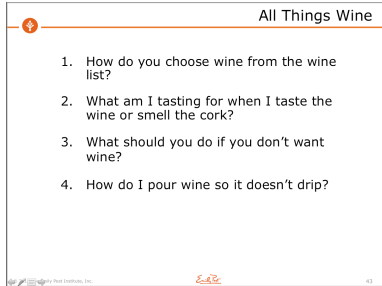 All Things Wine
1. How do you choose wine from the wine
list?
2. What am I tasting for when I taste the
wine or smell the cork?
3. What should you do if you don’t want
wine?
4. How do I pour wine so it doesn’t drip?
Post Institute, Inc.
Emily Post
43